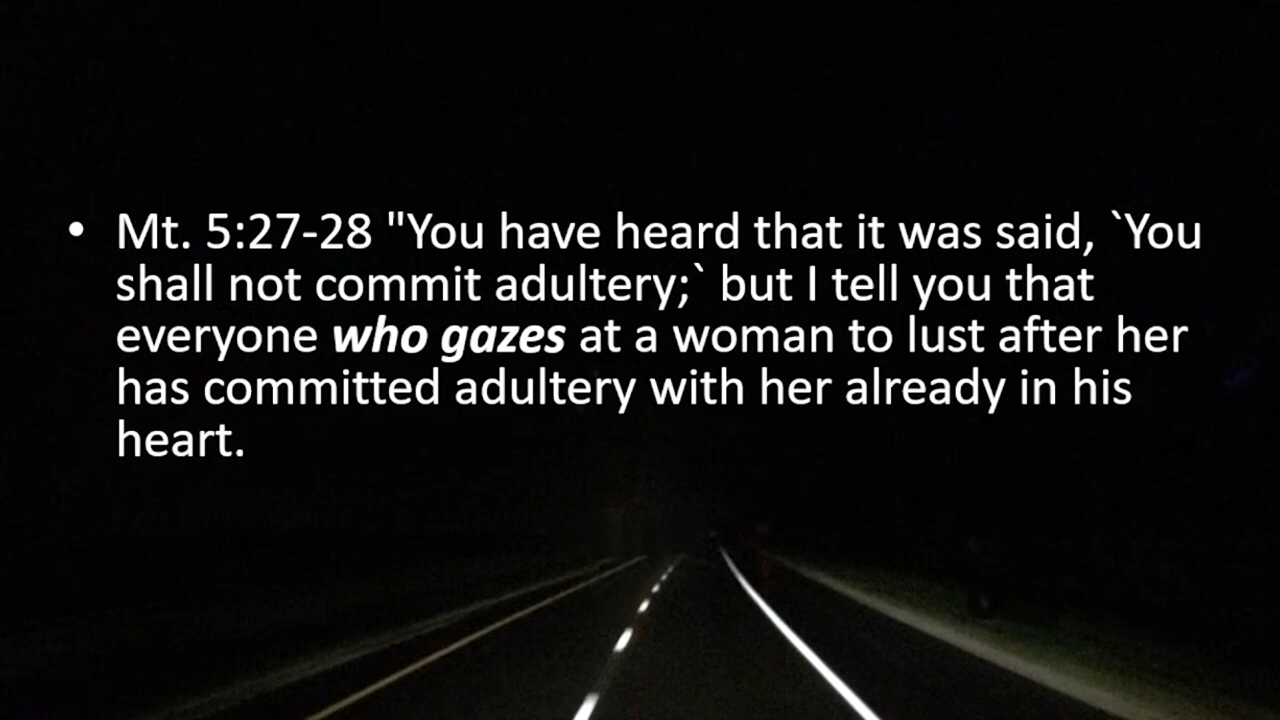 • Mt. 5:27-28 "You have heard that it was said, `You
shall not commit adultery;` but I tell you that
everyone who gazes at a woman to lust after her
has committed adultery with her already in his
heart.